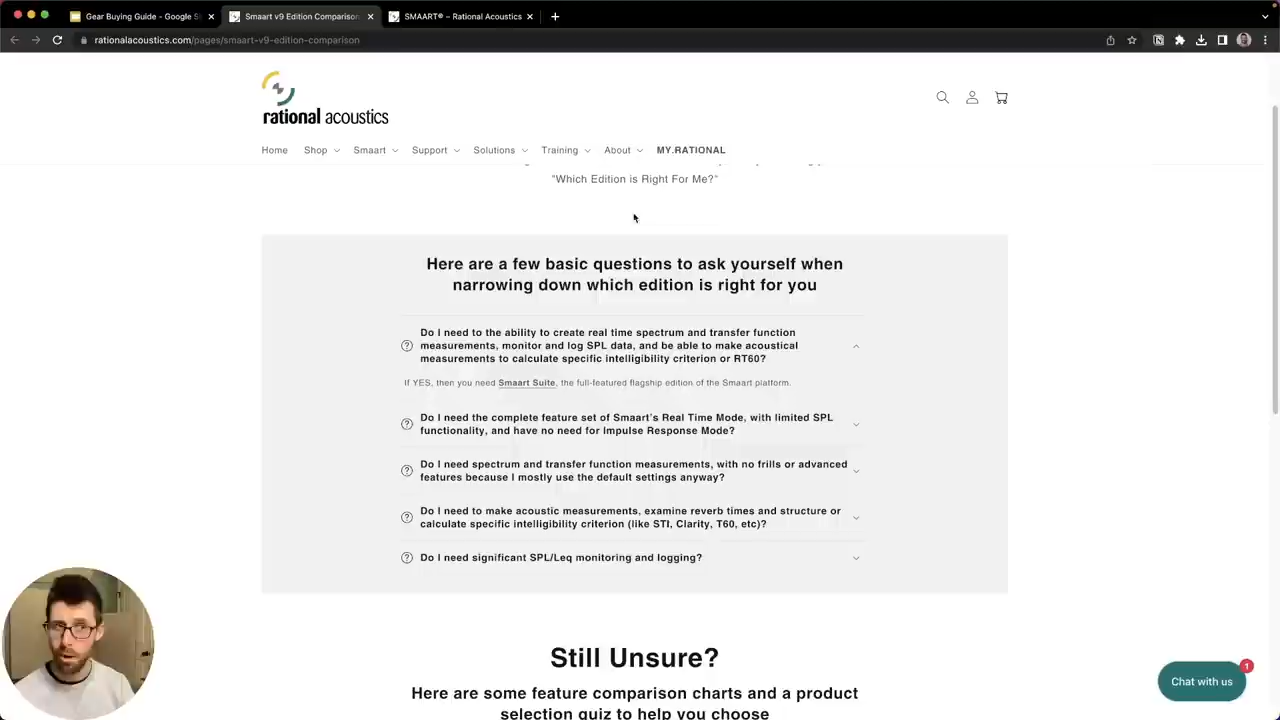 Gear Buying Guide - Google Sl
Smaart v9 Edition Comparison
SMAART® – Rational Acoustics
rationalacoustics.com/pages/smaart-v9-edition-comparison
rational acoustics
Home
Shop
Smaart
Support
Solutions
Training
About
MY.RATIONAL
"Which Edition is Right For Me?"
Here are a few basic questions to ask yourself when
narrowing down which edition is right for you
Do I need to the ability to create real time spectrum and transfer function
measurements, monitor and log SPL data, and be able to make acoustical
measurements to calculate specific intelligibility criterion or RT60?
If YES, then you need Smaart Suite, the full-featured flagship edition of the Smaart platform.
Do I need the complete feature set of Smaart's Real Time Mode, with limited SPL
functionality, and have no need for Impulse Response Mode?
Do I need spectrum and transfer function measurements, with no frills or advanced
features because I mostly use the default settings anyway?
Do I need to make acoustic measurements, examine reverb times and structure or
calculate specific intelligibility criterion (like STI, Clarity, T60, etc)?
Do I need significant SPL/Leq monitoring and logging?
Still Unsure?
Here are some feature comparison charts and a product
selection quiz to help you choose
Chat with us
1